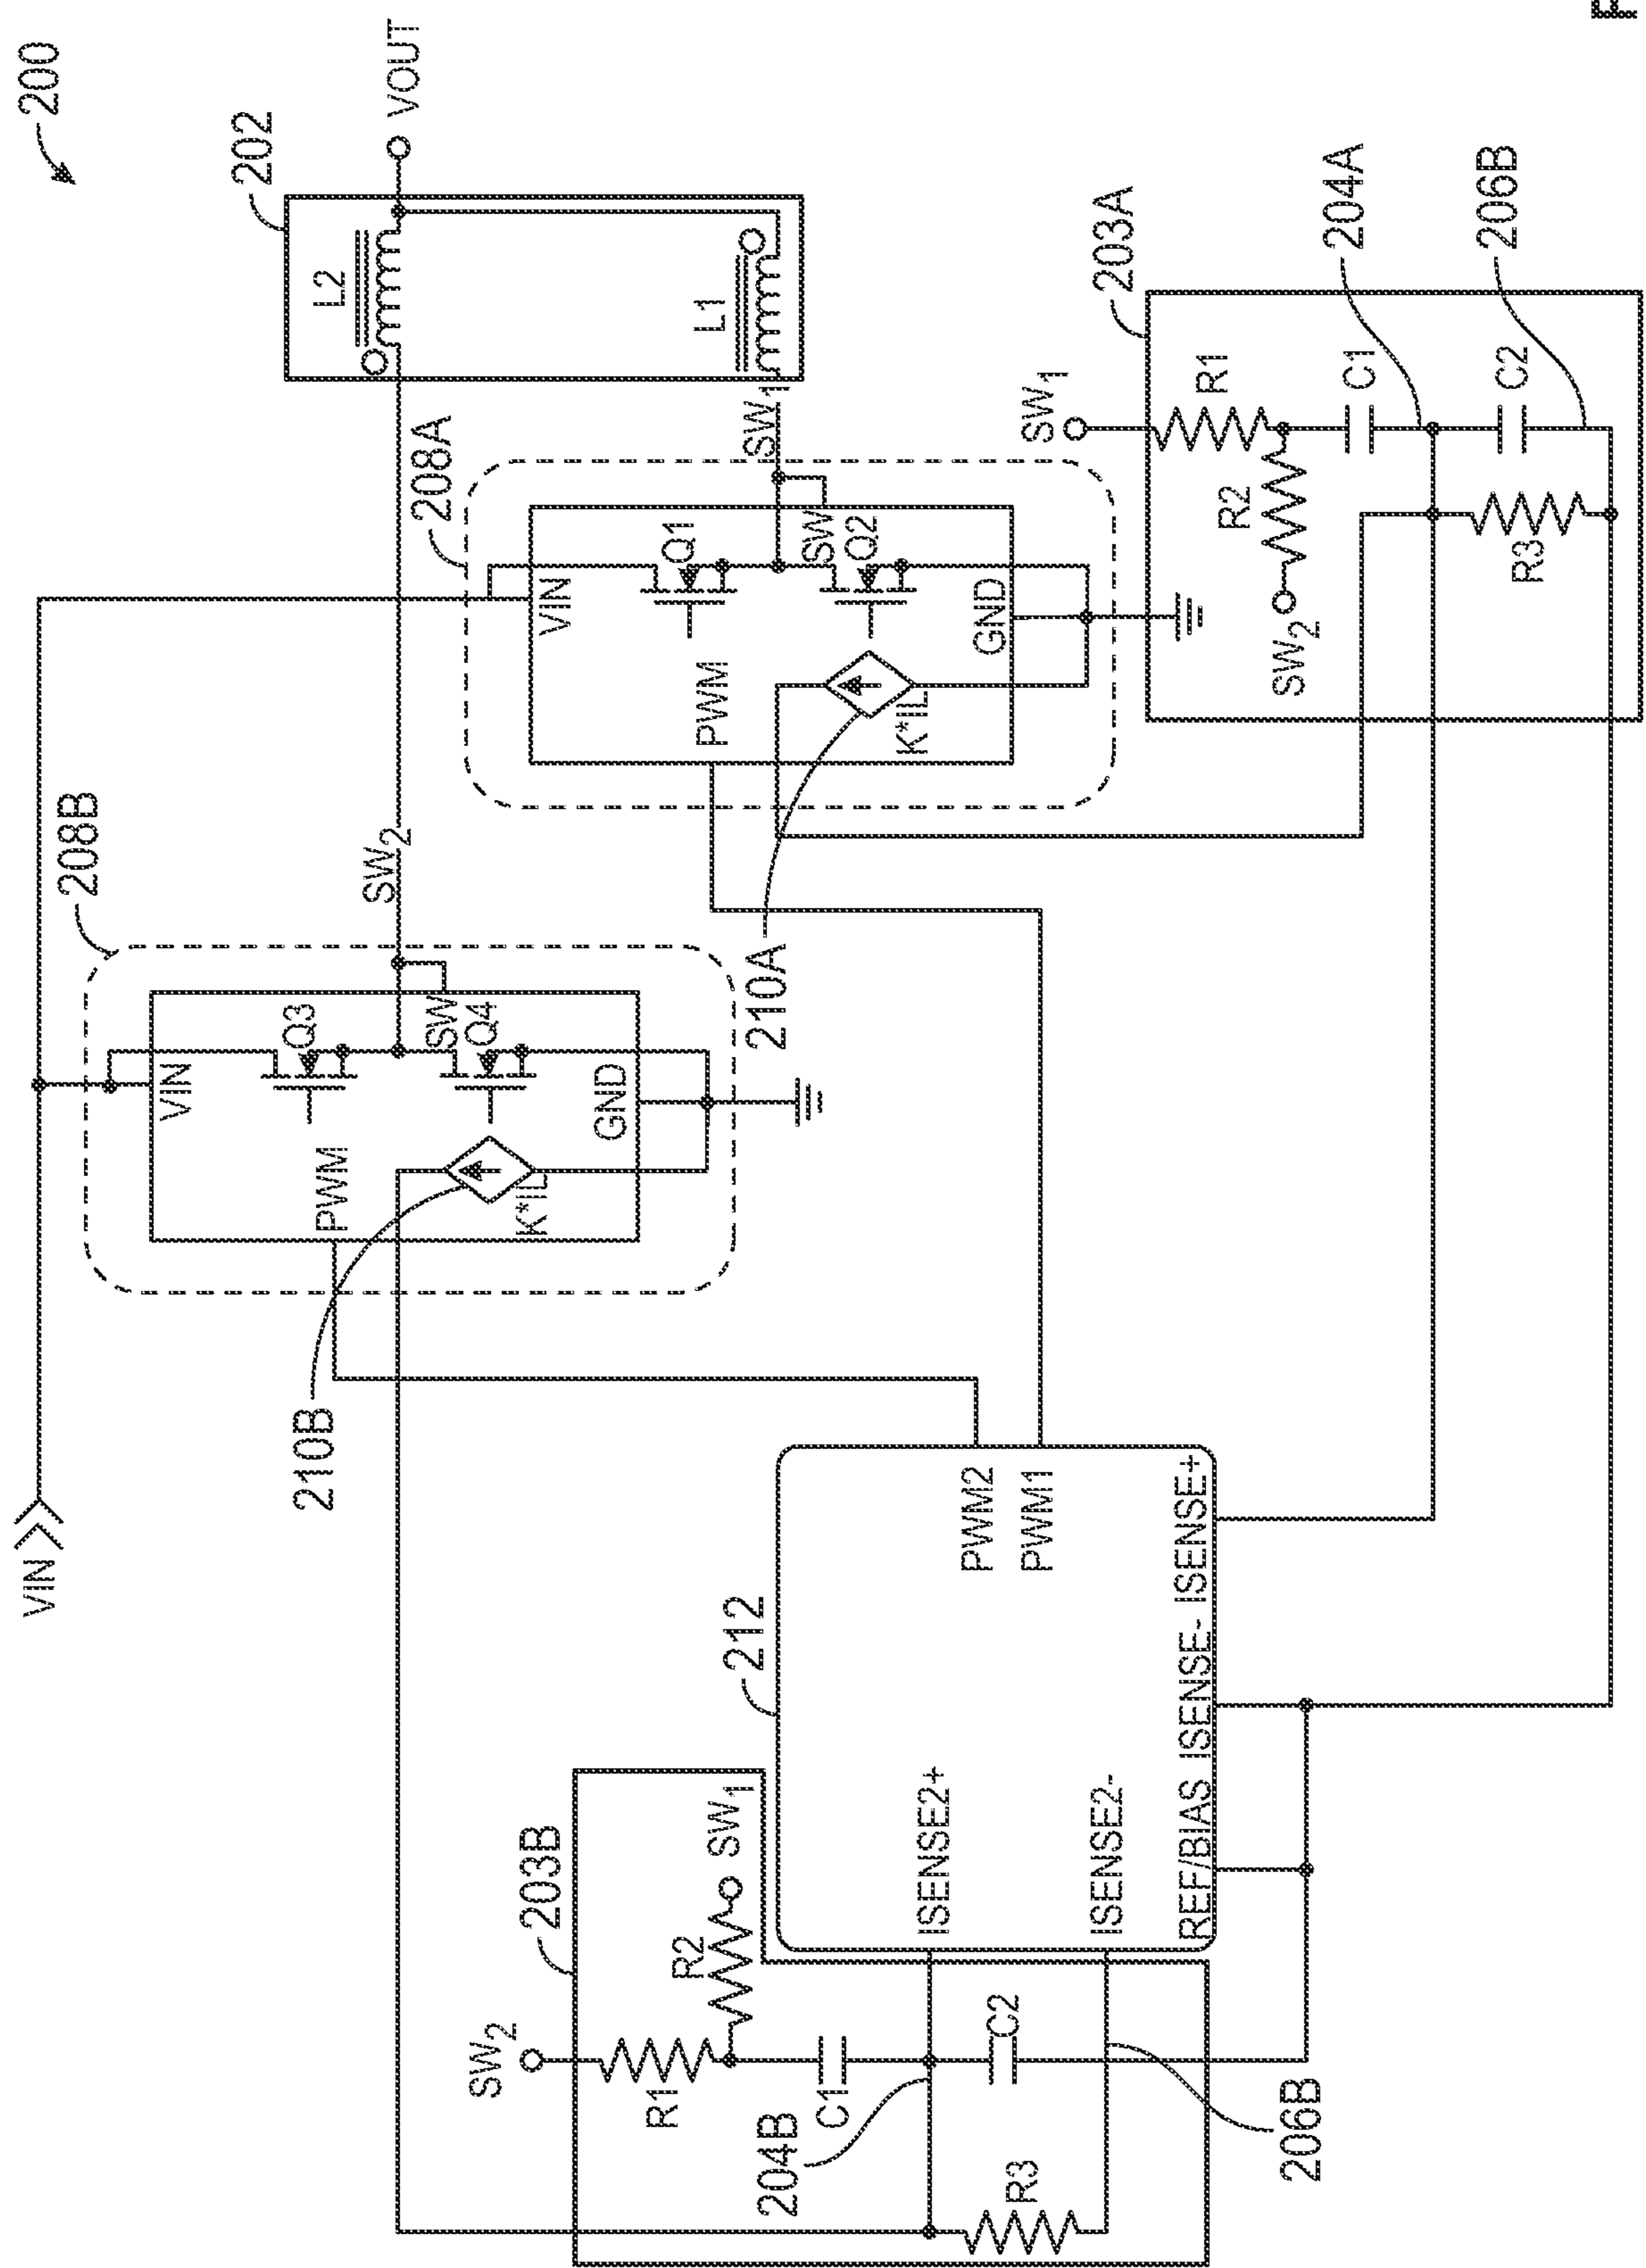 200
VOUT
202
L2
L1
VIN
208B
SW2
208A
SW1
VIN
Q3
SW
Q4
PWM
K*IL
GND
210B
VIN
Q1
SW
Q2
PWM
K*IL
GND
210A
203A
SW1
R1
R2
SW2
C1
204A
C2
206B
R3
212
PWM2
PWM1
ISENSE2+
ISENSE2-
REF/BIAS
ISENSE-
ISENSE+
203B
SW2
R1
R2
SW1
C1
C2
204B
R3
206B